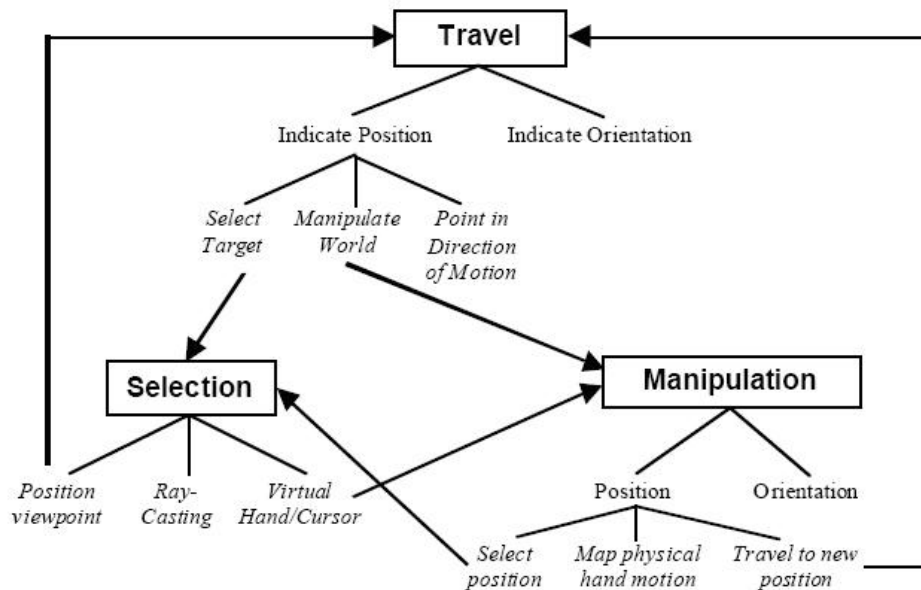 Travel
Indicate Position
Indicate Orientation
Select
Target
Manipulate
World
Point in
Direction
of Motion
Selection
Manipulation
Position
viewpoint
Ray-
Casting
Virtual
Hand/Cursor
Position
Orientation
Select
position
Map physical
hand motion
Travel to new
position